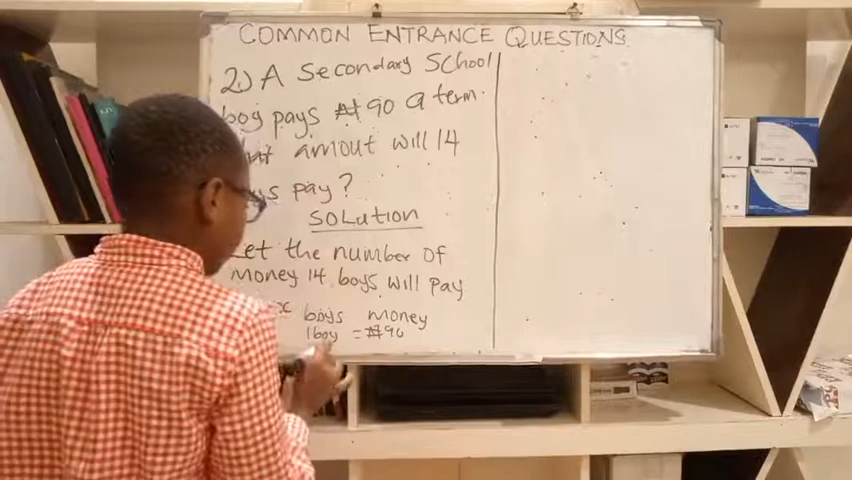 COMMON ENTRANCE QUESTIONS
2) A Secondary School
boy pays ₦90 a term.
amout will 14
pay?
SOLUTION
Let the number of
money 14 boys will pay
x boys money
1boy = ₦90